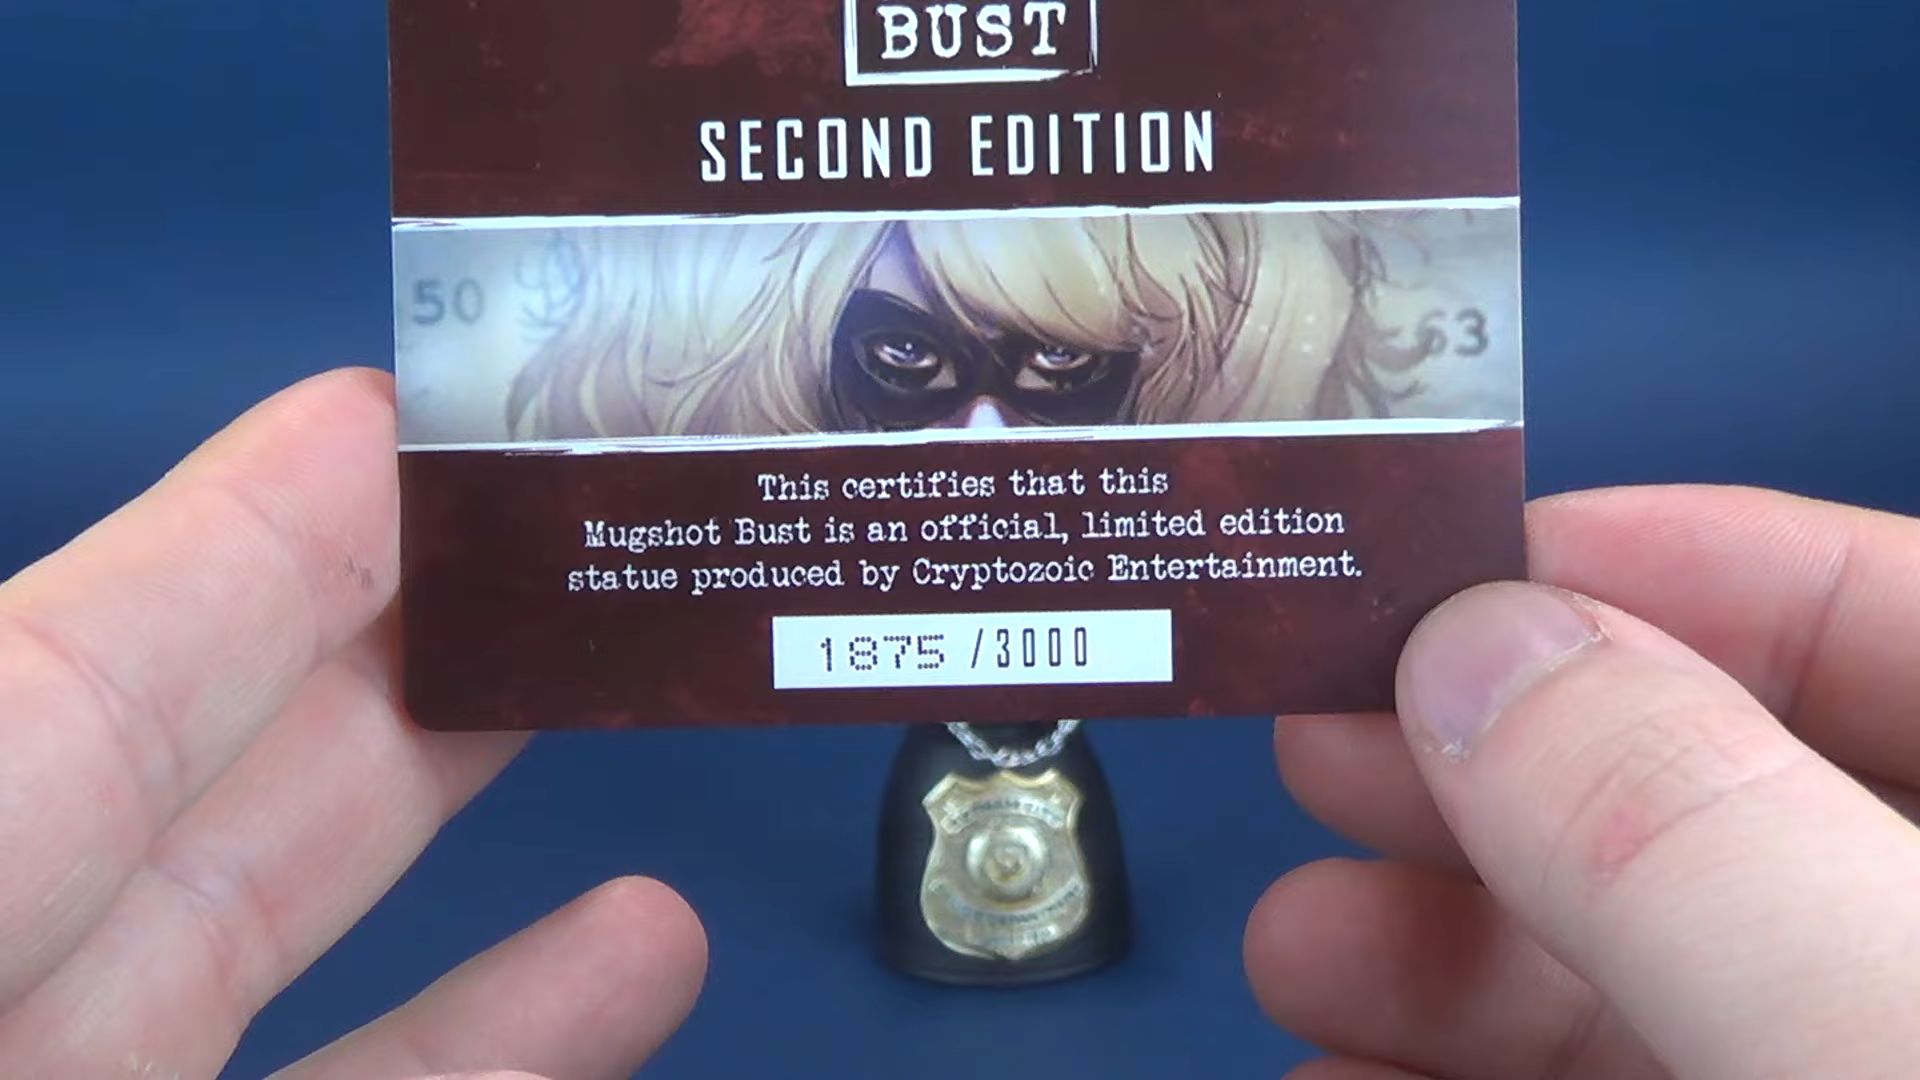 BUST
SECOND EDITION
50
63
This certifies that this
Mugshot Bust is an official, limited edition
statue produced by Cryptozoic Entertainment.
1875 /3000